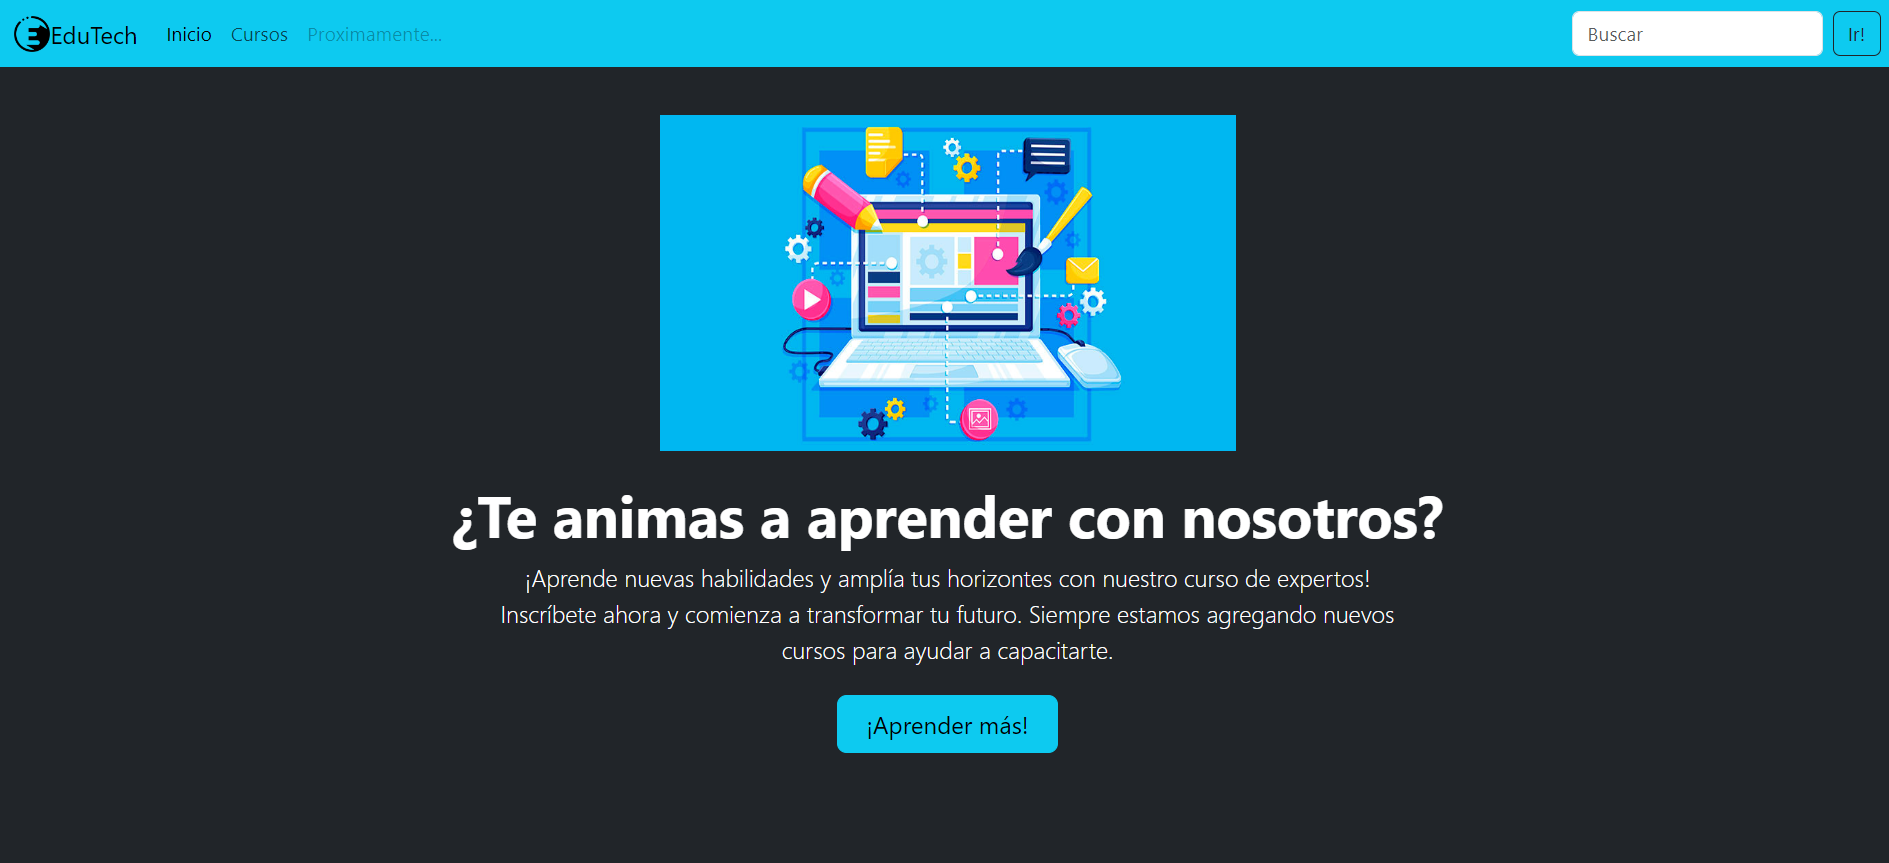 EduTech Inicio Cursos Proximamente... Buscar Ir!
¿Te animas a aprender con nosotros?
¡Aprende nuevas habilidades y amplía tus horizontes con nuestro curso de expertos!
Inscríbete ahora y comienza a transformar tu futuro. Siempre estamos agregando nuevos
cursos para ayudar a capacitarte.
¡Aprender más!